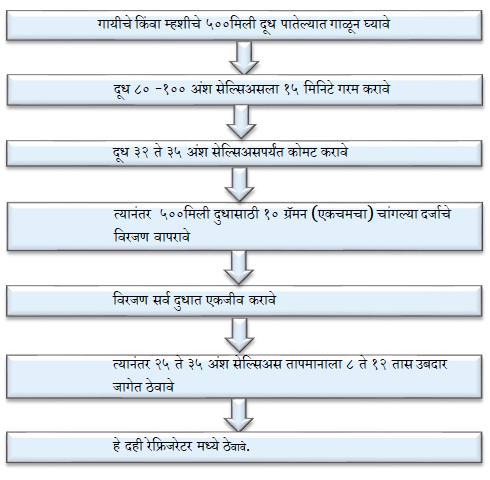 गायीचे किंवा म्हशीचे ५००मिली दूध पातेल्यात गाळून घ्यावे
दूध ८० -१०० अंश सेल्सिअसला १५ मिनिटे गरम करावे
दूध ३२ ते ३५ अंश सेल्सिअसपर्यंत कोमट करावे
त्यानंतर ५००मिली दुधासाठी १० ग्रॅमन (एकचमचा) चांगल्या दर्जाचे
विरजण वापरावे
विरजण सर्व दुधात एकजीव करावे
त्यानंतर २५ ते ३५ अंश सेल्सिअस तापमानाला ८ ते १२ तास उबदार
जागेत ठेवावे
हे दही रेफ्रिजरेटर मध्ये ठेवावे.